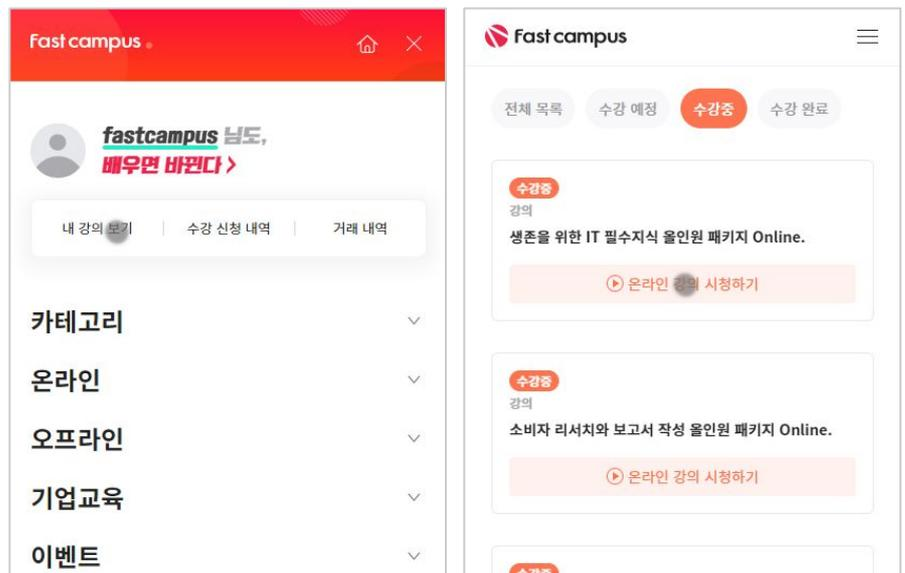 Fast campus
fastcampus 님도,
배우면 바뀐다 >
내 강의 보기
수강 신청 내역
거래 내역
카테고리
온라인
오프라인
기업교육
이벤트
Fast campus
전체 목록
수강 예정
수강중
수강 완료
수강중
강의
생존을 위한 IT 필수지식 올인원 패키지 Online.
온라인 강의 시청하기
수강중
강의
소비자 리서치와 보고서 작성 올인원 패키지 Online.
온라인 강의 시청하기
수강중